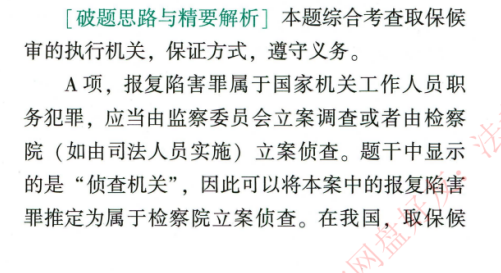 ［破题思路与精要解析］ 本题综合考查取保候
审的执行机关，保证方式，遵守义务。
A 项，报复陷害罪属于国家机关工作人员职
务犯罪，应当由监察委员会立案调查或者由检察
院（如由司法人员实施）立案侦查。题干中显示
的是“侦查机关”，因此可以将本案中的报复陷害
罪推定为属于检察院立案侦查。在我国，取保候